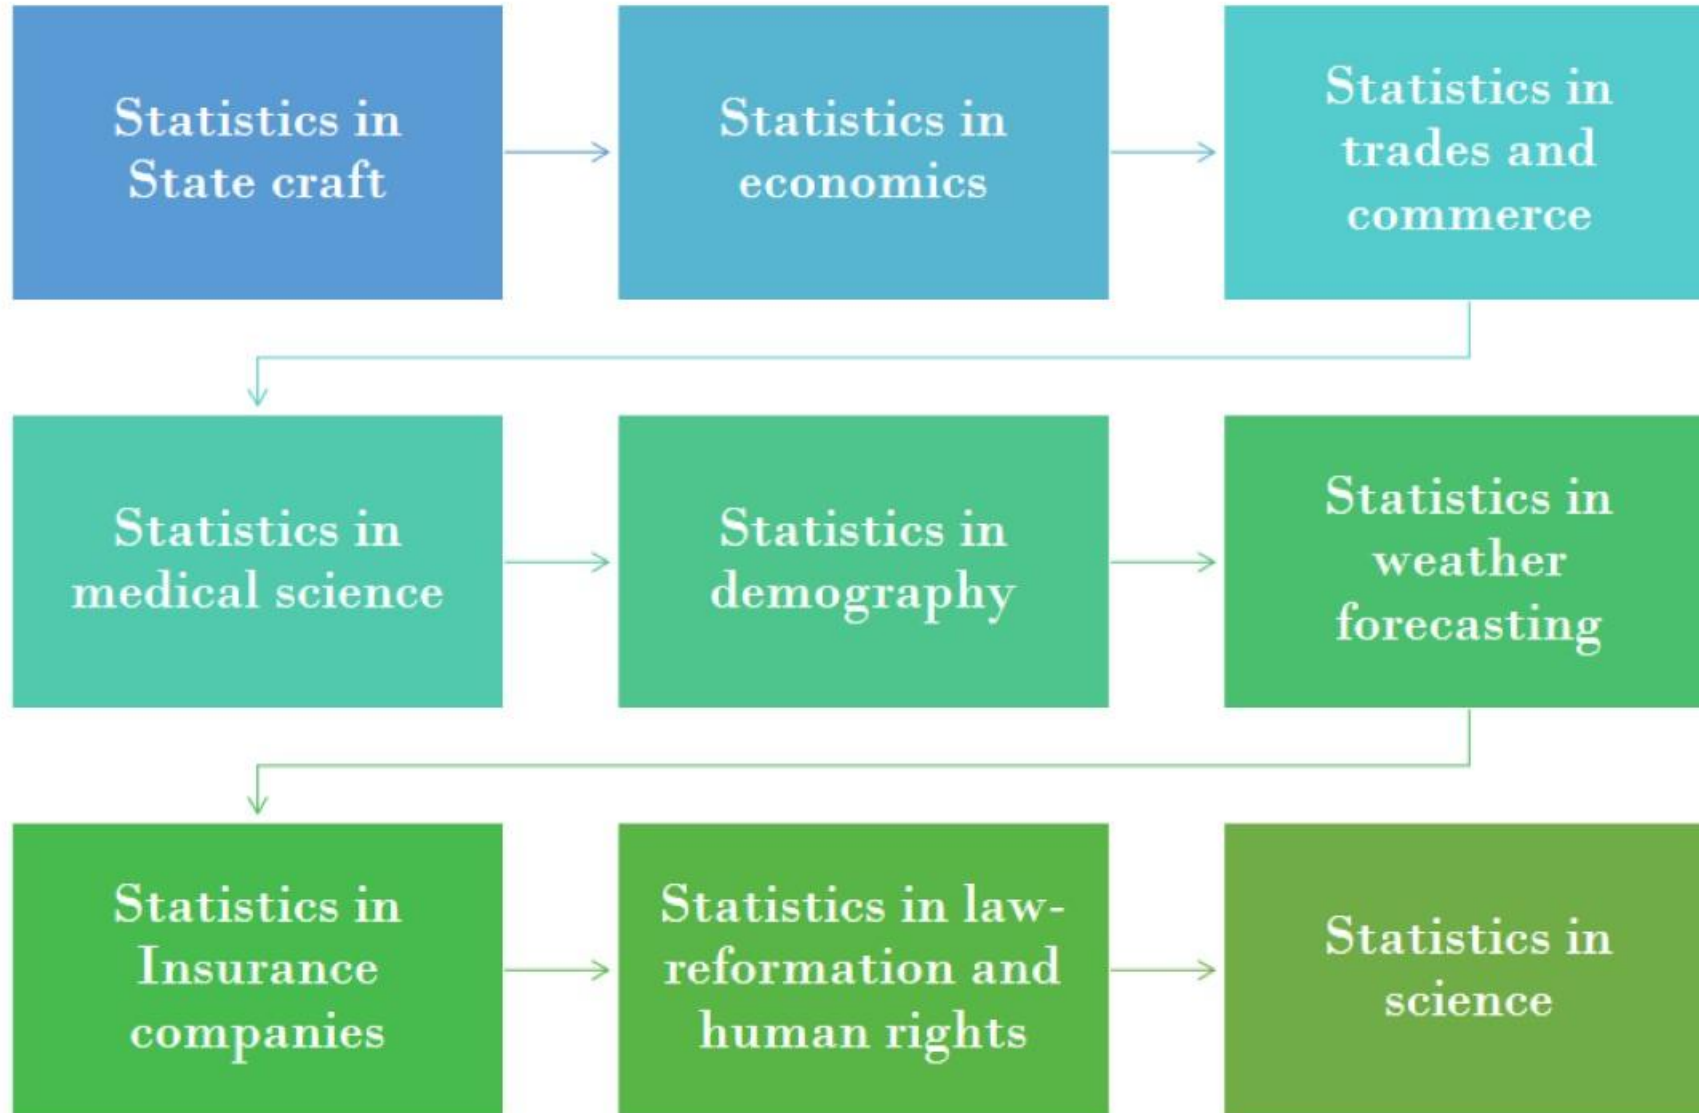 Statistics in
State craft
Statistics in
economics
Statistics in
trades and
commerce
Statistics in
medical science
Statistics in
demography
Statistics in
weather
forecasting
Statistics in
Insurance
companies
Statistics in law-
reformation and
human rights
Statistics in
science